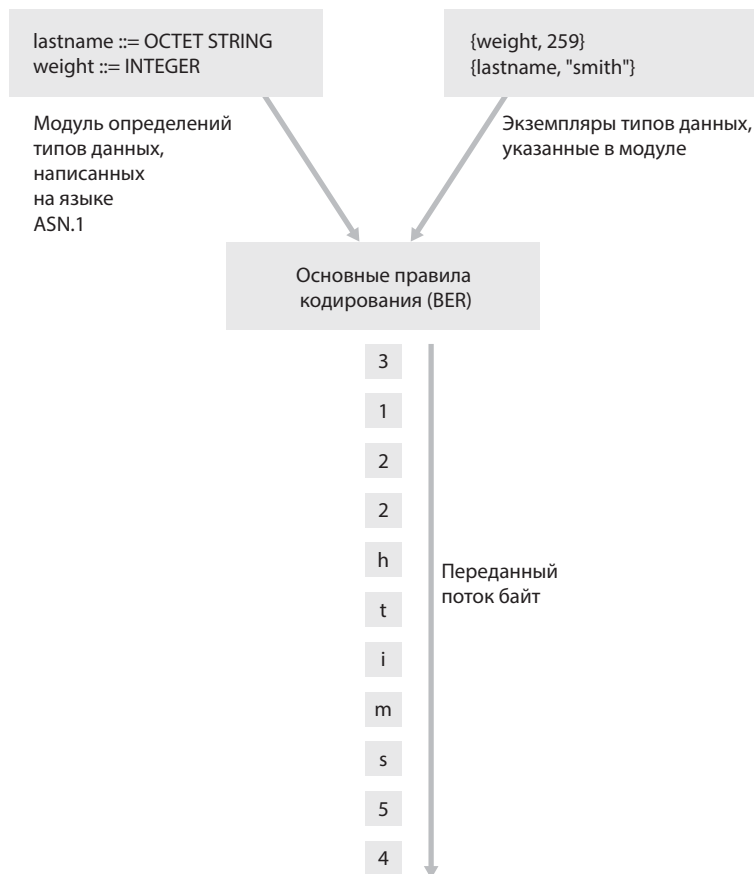 lastname ::= OCTET STRING
weight ::= INTEGER
{weight, 259}
{lastname, "smith"}
Модуль определений
типов данных,
написанных
на языке
ASN.1
Экземпляры типов данных,
указанные в модуле
Основные правила
кодирования (BER)
3
1
2
2
h
t
i
m
s
5
4
Переданный
поток байт